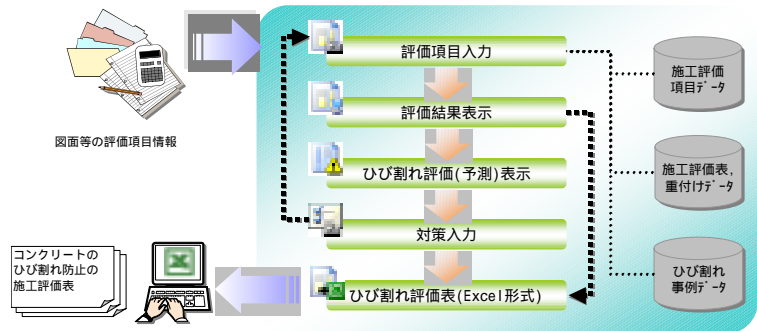 図面等の評価項目情報
評価項目入力
評価結果表示
ひび割れ評価(予測)表示
対策入力
ひび割れ評価表(Excel形式)
施工評価
項目ﾃﾞｰﾀ
施工評価表,
重付けﾃﾞｰﾀ
ひび割れ
事例ﾃﾞｰﾀ
コンクリートの
ひび割れ防止の
施工評価表